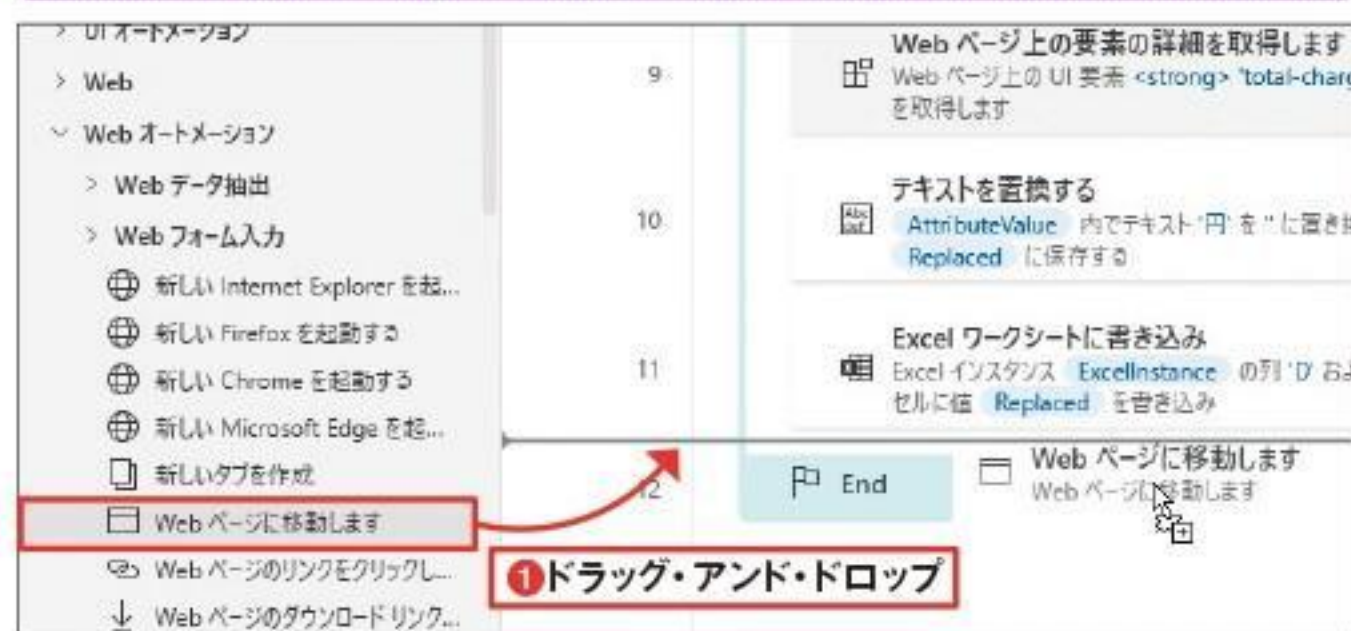 > UI オートメーション
> Web
Web オートメーション
> Web データ抽出
> Web フォーム入力
新しい Internet Explorer を起...
新しい Firefox を起動する
新しい Chrome を起動する
新しい Microsoft Edge を起...
新しいタブを作成
Web ページに移動します
Web ページのリンクをクリックし...
Web ページのダウンロード リンク...
9
Web ページ上の要素の詳細を取得します
Web ページ上の UI 要素 <strong> 'total-charg
を取得します
10
テキストを置換する
AttributeValue 内でテキスト '円' を '' に置き換
Replaced に保存する
11
Excel ワークシートに書き込み
Excel インスタンス ExcelInstance の列 'D' およ
セルに値 Replaced を書き込み
12
End
Web ページに移動します
Web ページに移動します
❶ドラッグ・アンド・ドロップ